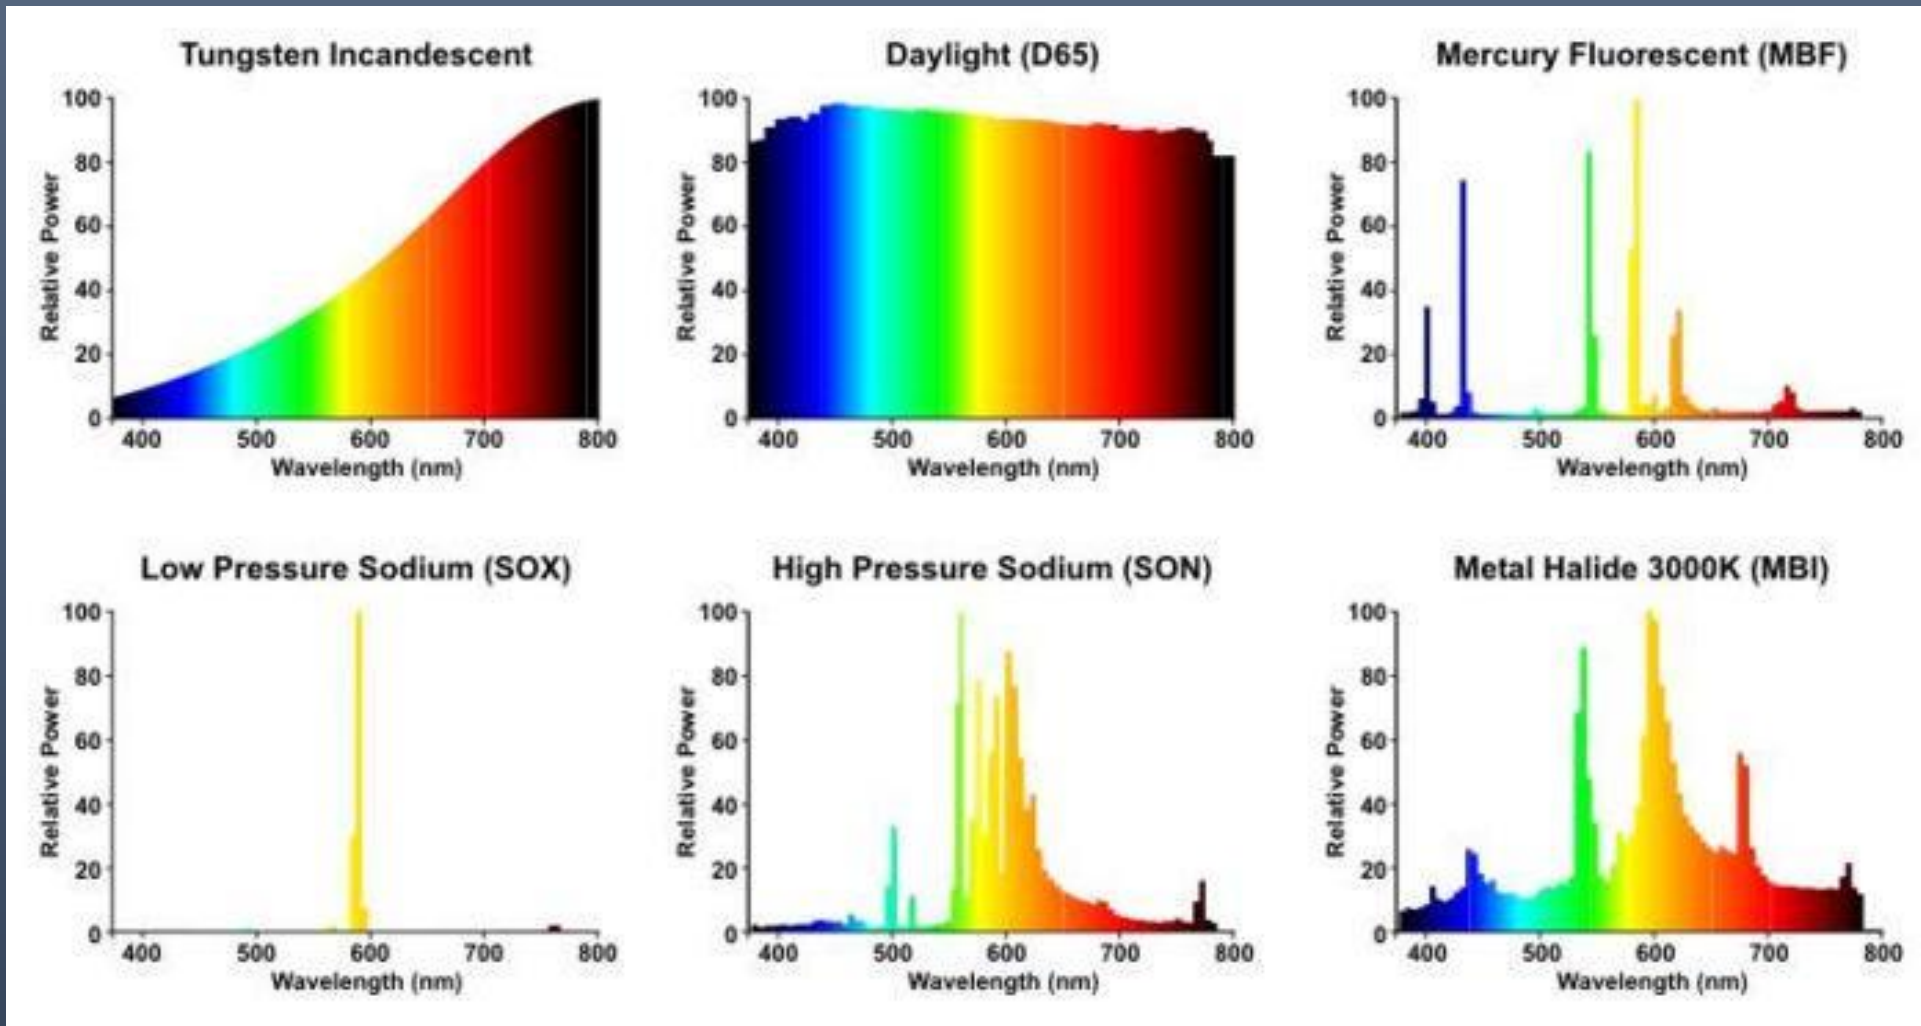 Tungsten Incandescent
Relative Power
100
80
60
40
20
0
400 500 600 700 800
Wavelength (nm)
Daylight (D65)
Relative Power
100
80
60
40
20
0
400 500 600 700 800
Wavelength (nm)
Mercury Fluorescent (MBF)
Relative Power
100
80
60
40
20
0
400 500 600 700 800
Wavelength (nm)
Low Pressure Sodium (SOX)
Relative Power
100
80
60
40
20
0
400 500 600 700 800
Wavelength (nm)
High Pressure Sodium (SON)
Relative Power
100
80
60
40
20
0
400 500 600 700 800
Wavelength (nm)
Metal Halide 3000K (MBI)
Relative Power
100
80
60
40
20
0
400 500 600 700 800
Wavelength (nm)